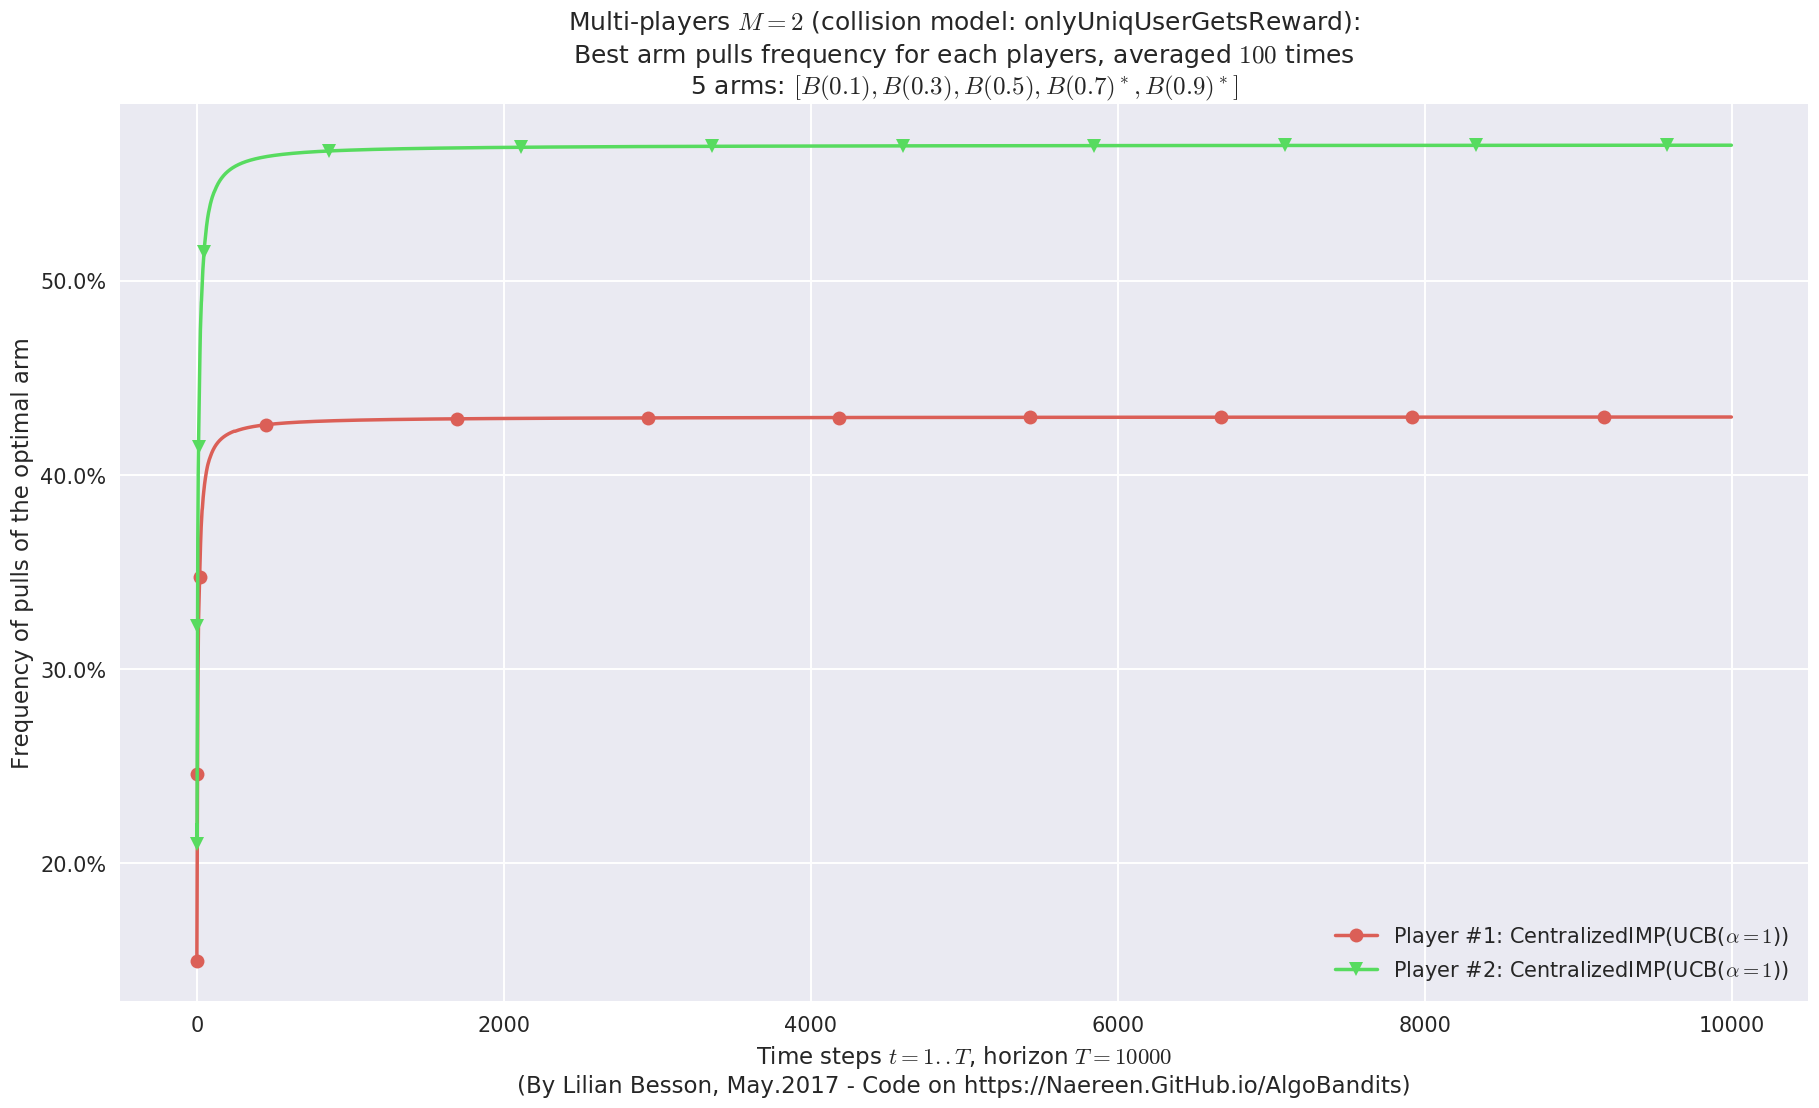 Multi-players M = 2 (collision model: onlyUniqUserGetsReward):
Best arm pulls frequency for each players, averaged 100 times
5 arms: [B(0.1), B(0.3), B(0.5), B(0.7)*, B(0.9)*]
Frequency of pulls of the optimal arm
50.0%
40.0%
30.0%
20.0%
Player #1: CentralizedIMP(UCB(α = 1))
Player #2: CentralizedIMP(UCB(α = 1))
0 2000 4000 6000 8000 10000
Time steps t = 1..T, horizon T = 10000
(By Lilian Besson, May.2017 - Code on https://Naereen.GitHub.io/AlgoBandits)